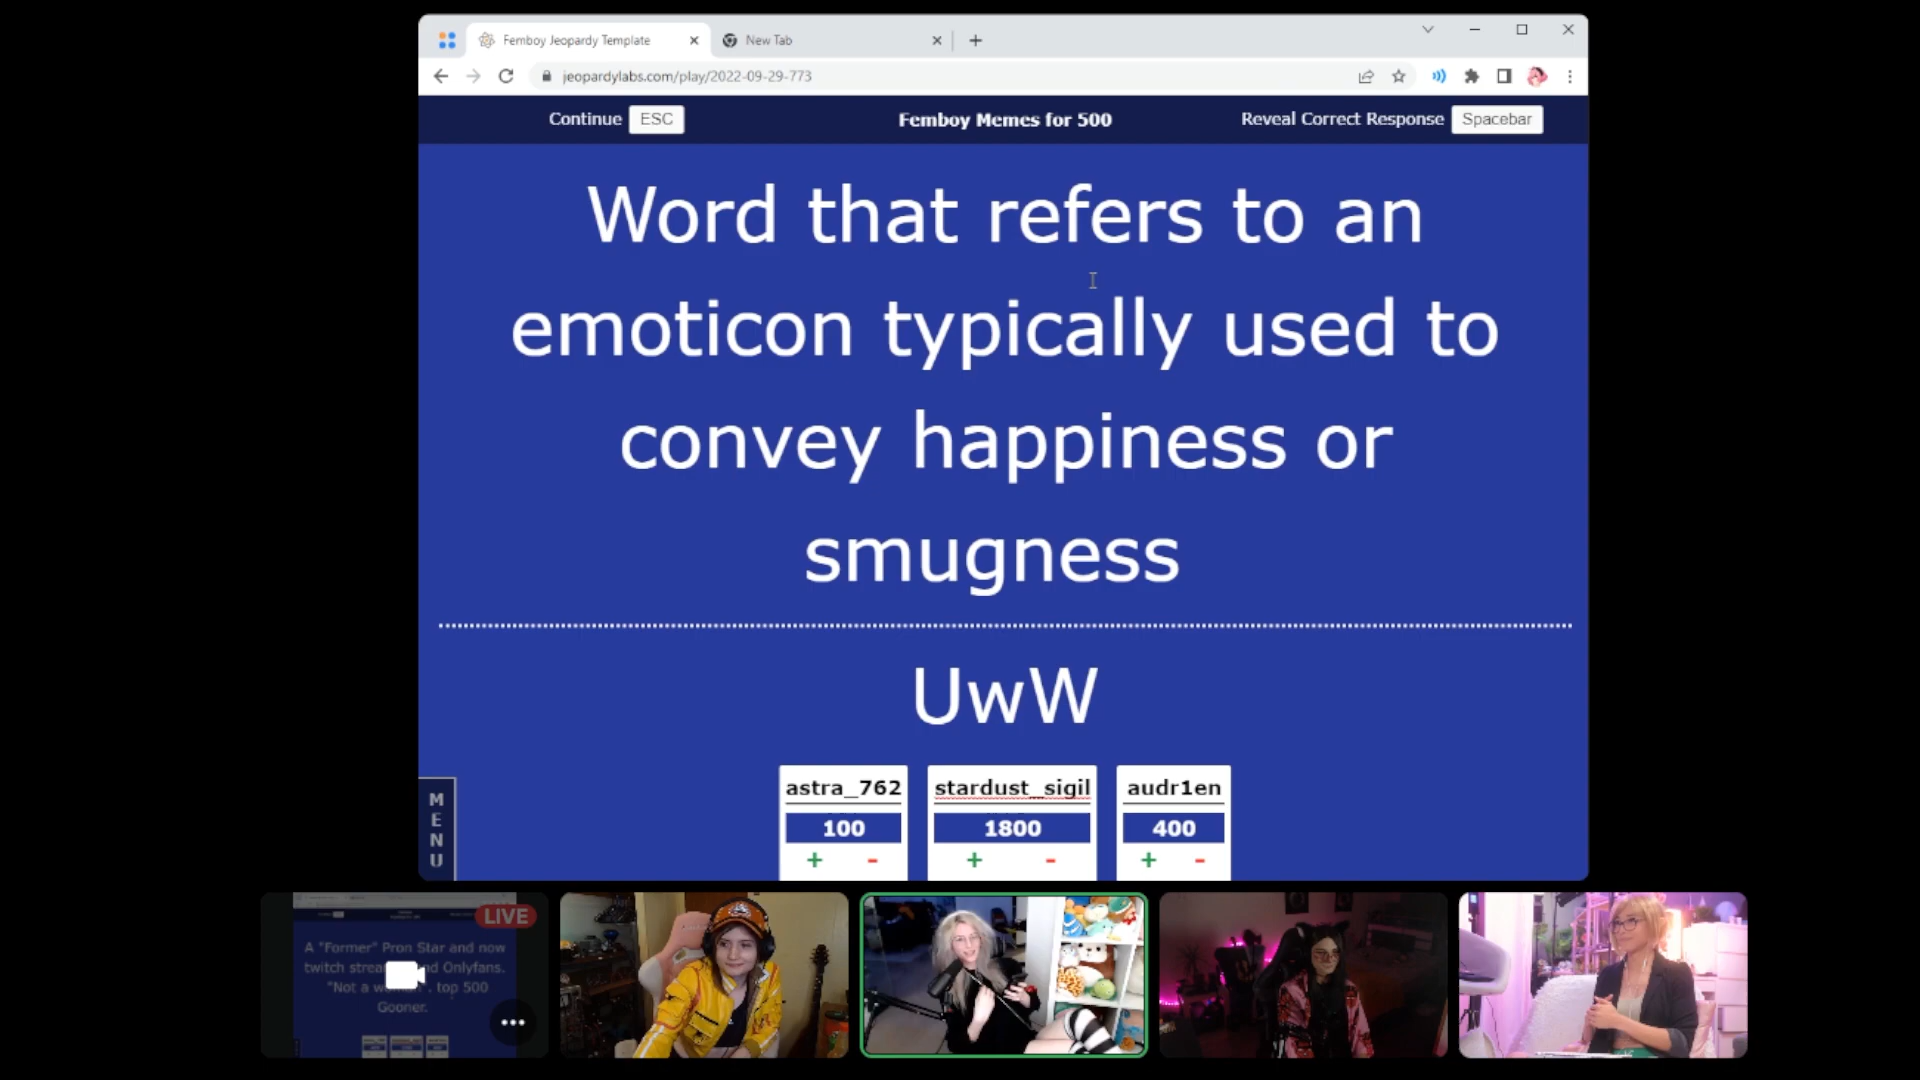 Femboy Jeopardy Template
New Tab
jeopardylabs.com/play/2022-09-29-773
Continue ESC
Femboy Memes for 500
Reveal Correct Response Spacebar
Word that refers to an
emoticon typically used to
convey happiness or
smugness
UwW
astra_762
stardust_sigil
audr1en
100
1800
400
+ -
+ -
+ -
MENU
LIVE
A "Former" Pron Star and now
twitch
Onlyfans.
"Not a
top 500
Gooner.